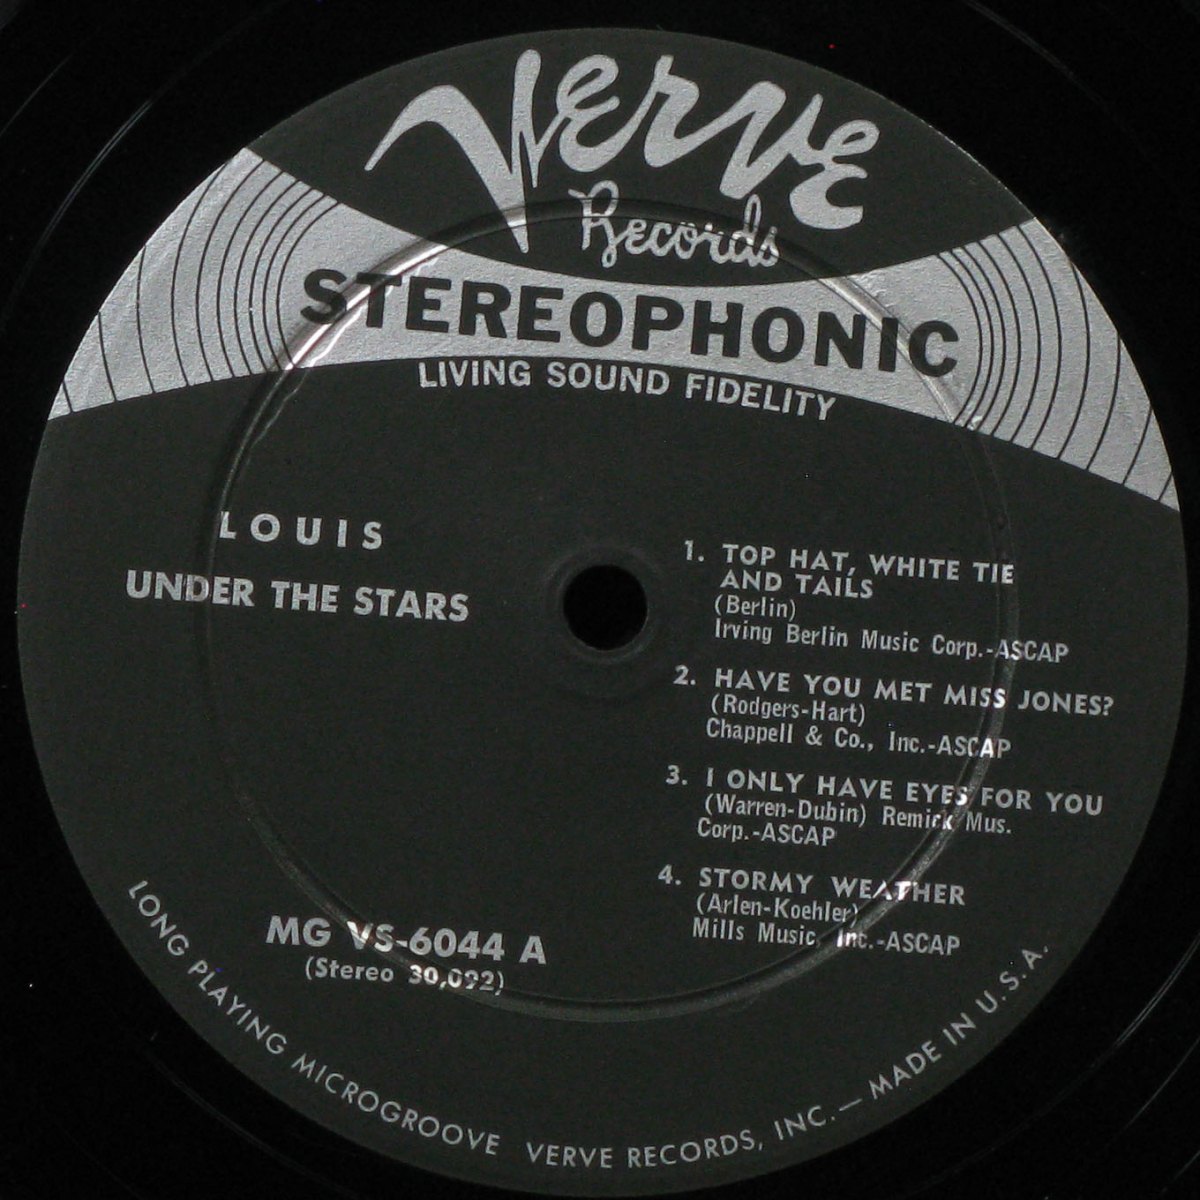 Verve
Records
STEREOPHONIC
LIVING SOUND FIDELITY
LOUIS
UNDER THE STARS
1. TOP HAT, WHITE TIE
AND TAILS
(Berlin)
Irving Berlin Music Corp.-ASCAP
2. HAVE YOU MET MISS JONES?
(Rodgers-Hart)
Chappell & Co., Inc.-ASCAP
3. I ONLY HAVE EYES FOR YOU
(Warren-Dubin) Remick Mus.
Corp.-ASCAP
4. STORMY WEATHER
(Arlen-Koehler)
Mills Music, Inc.-ASCAP
MG VS-6044 A
(Stereo 30,092)
LONG PLAYING MICROGROOVE VERVE RECORDS, INC.— MADE IN U.S.A.